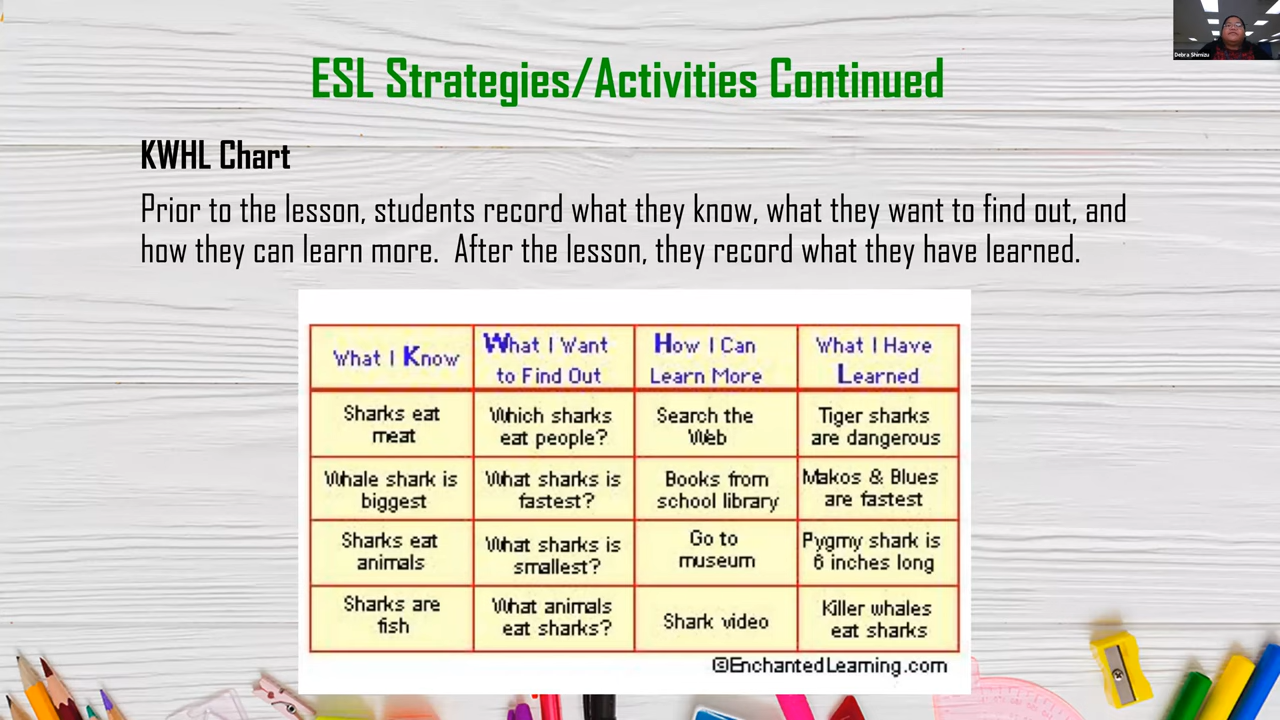 Debra Shimizu
ESL Strategies/Activities Continued
KWHL Chart
Prior to the lesson, students record what they know, what they want to find out, and
how they can learn more.  After the lesson, they record what they have learned.
What I Know
What I Want
to Find Out
How I Can
Learn More
What I Have
Learned
Sharks eat
meat
Which sharks
eat people?
Search the
Web
Tiger sharks
are dangerous
Whale shark is
biggest
What sharks is
fastest?
Books from
school library
Makos & Blues
are fastest
Sharks eat
animals
What sharks is
smallest?
Go to
museum
Pygmy shark is
6 inches long
Sharks are
fish
What animals
eat sharks?
Shark video
Killer whales
eat sharks
©EnchantedLearning.com